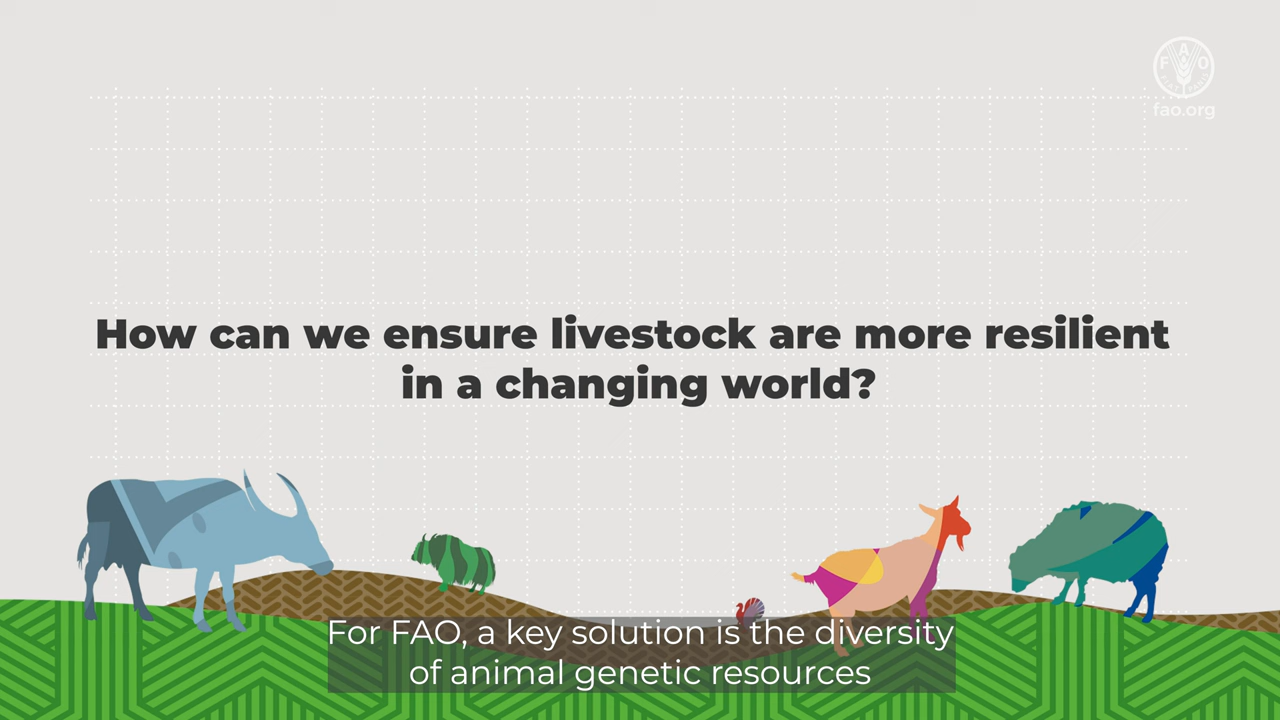 F A O
fao.org
How can we ensure livestock are more resilient
in a changing world?
For FAO, a key solution is the diversity
of animal genetic resources